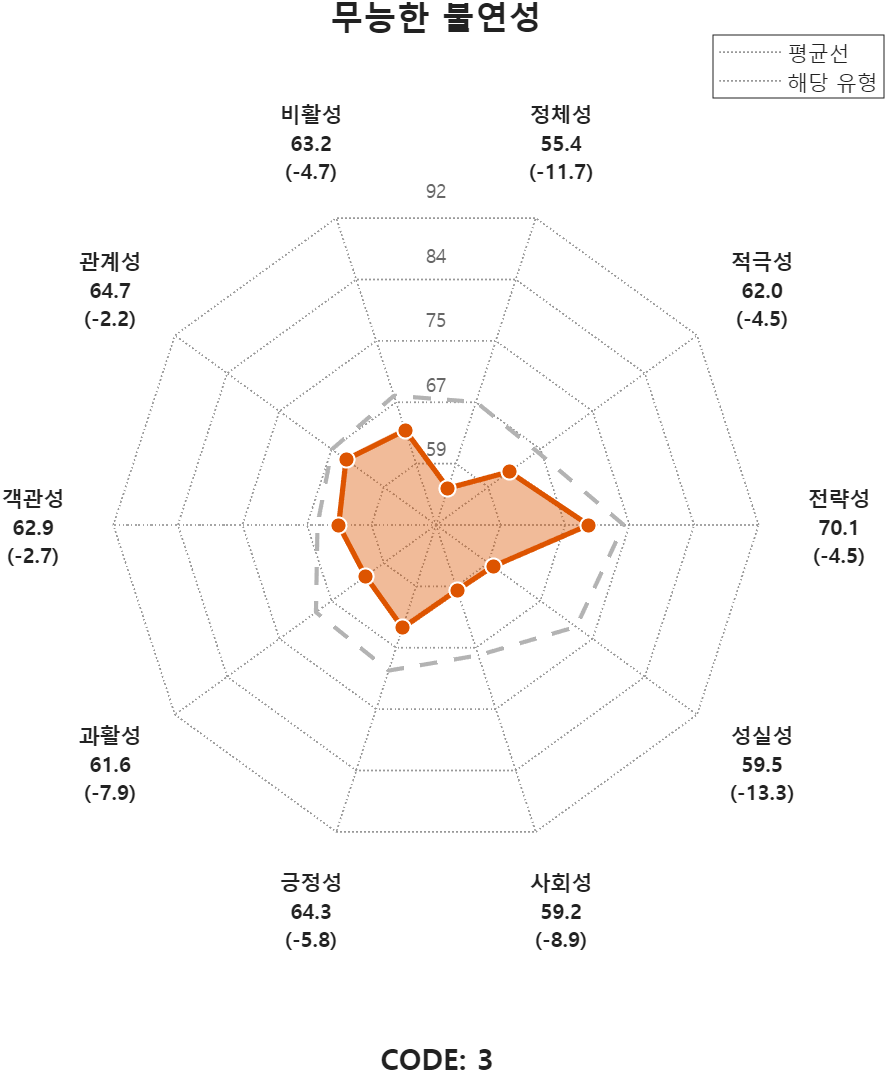 무능한 불연성
평균선
해당 유형
비활성
63.2
(-4.7)
정체성
55.4
(-11.7)
92
84
75
67
59
관계성
64.7
(-2.2)
적극성
62.0
(-4.5)
객관성
62.9
(-2.7)
전략성
70.1
(-4.5)
과활성
61.6
(-7.9)
성실성
59.5
(-13.3)
긍정성
64.3
(-5.8)
사회성
59.2
(-8.9)
CODE: 3